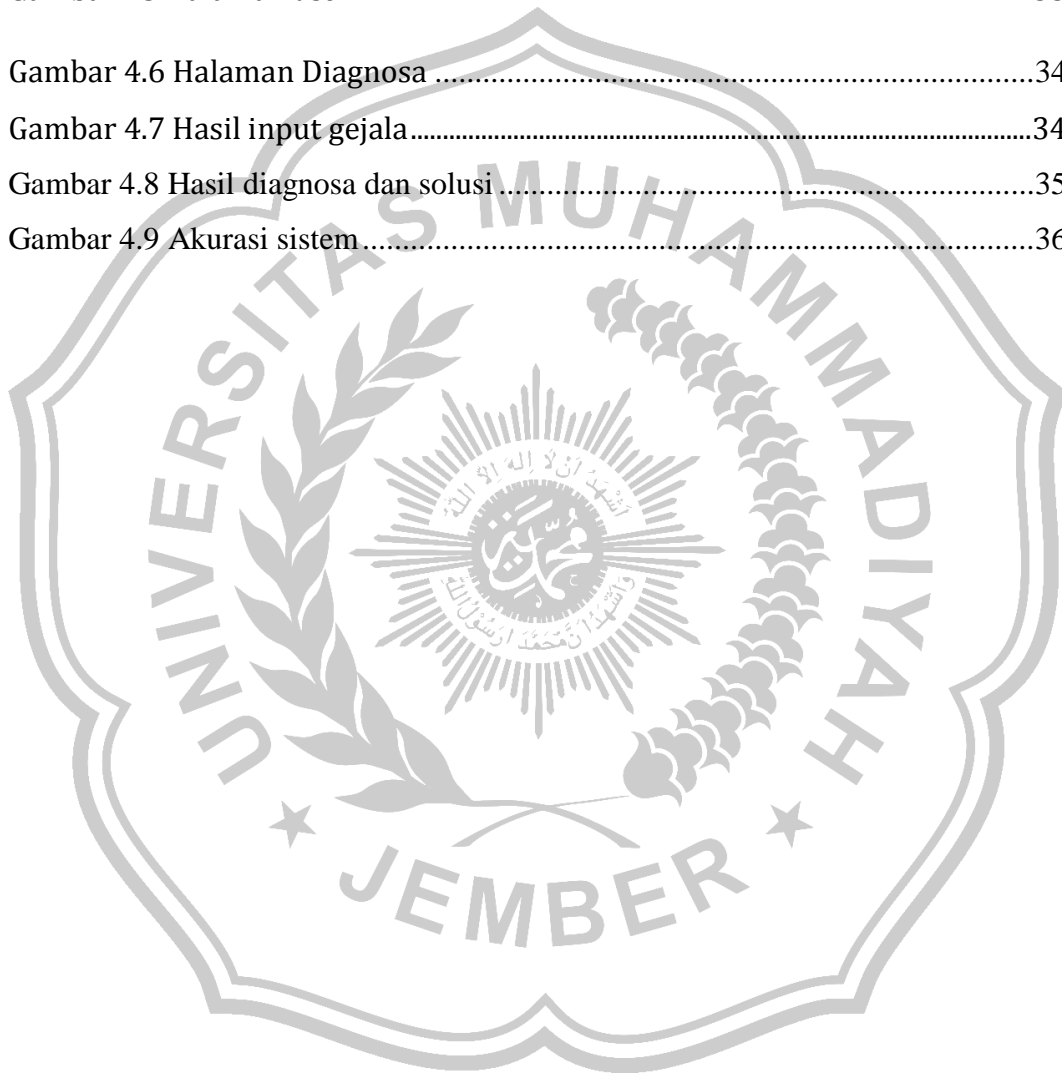 Gambar 4.6 Halaman Diagnosa ..........................................................................34
Gambar 4.7 Hasil input gejala..........................................................................34
Gambar 4.8 Hasil diagnosa dan solusi ..................................................................35
Gambar 4.9 Akurasi sistem..........................................................................36
UNIVERSITAS MUHAMMADIYAH
JEMBER